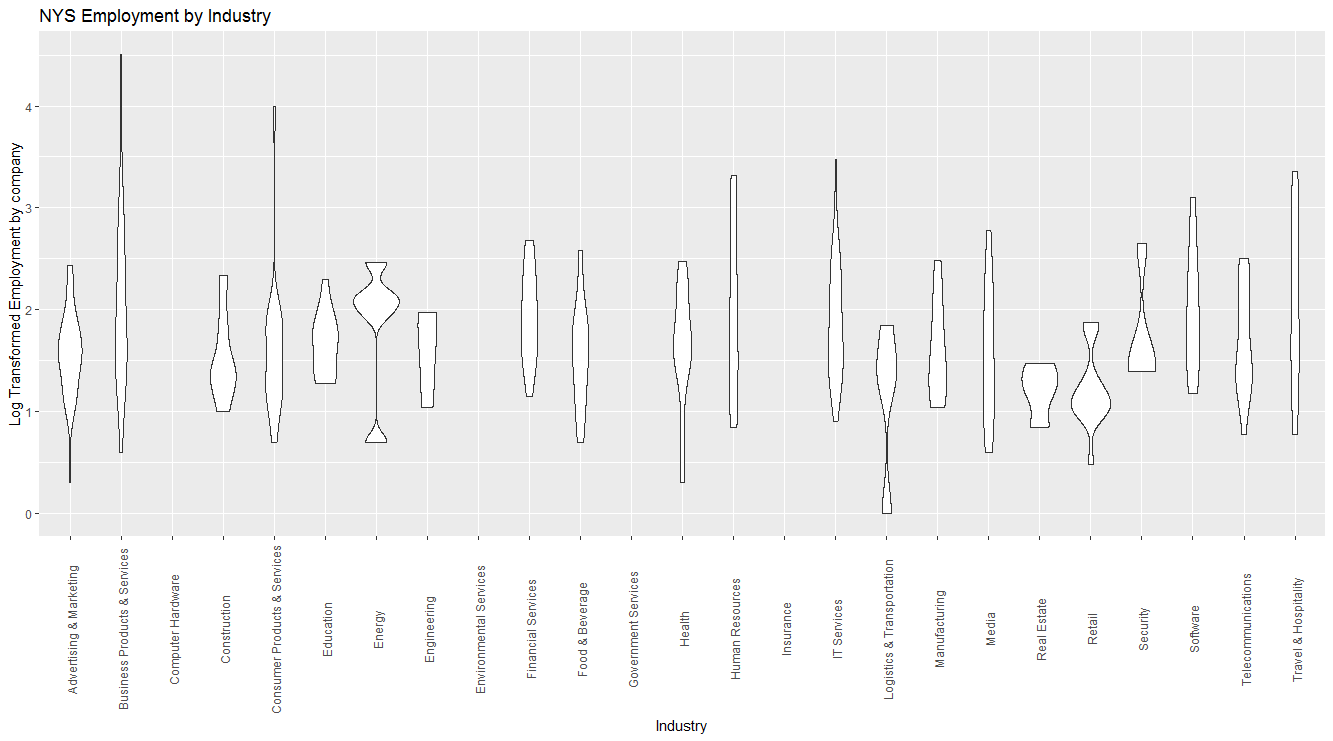 NYS Employment by Industry
Log Transformed Employment by company
4
3
2
1
0
Advertising & Marketing
Business Products & Services
Computer Hardware
Construction
Consumer Products & Services
Education
Energy
Engineering
Environmental Services
Financial Services
Food & Beverage
Government Services
Health
Human Resources
Insurance
IT Services
Logistics & Transportation
Manufacturing
Media
Real Estate
Retail
Security
Software
Telecommunications
Travel & Hospitality
Industry